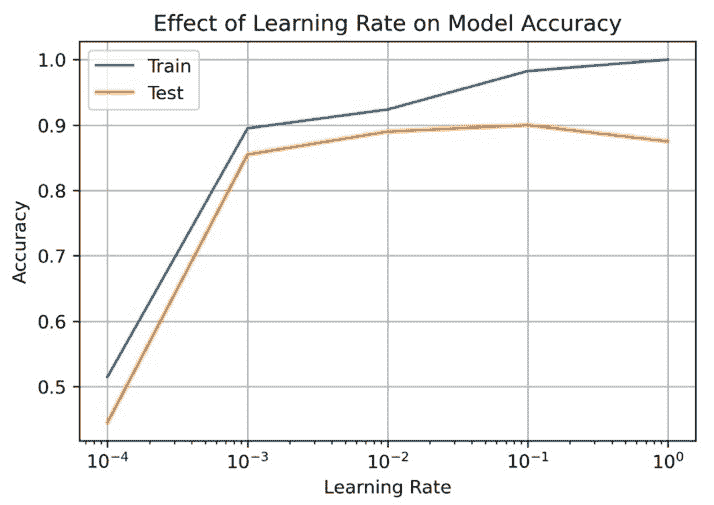 Effect of Learning Rate on Model Accuracy
Train
Test
Accuracy
1.0
0.9
0.8
0.7
0.6
0.5
10⁻⁴ 10⁻³ 10⁻² 10⁻¹ 10⁰
Learning Rate